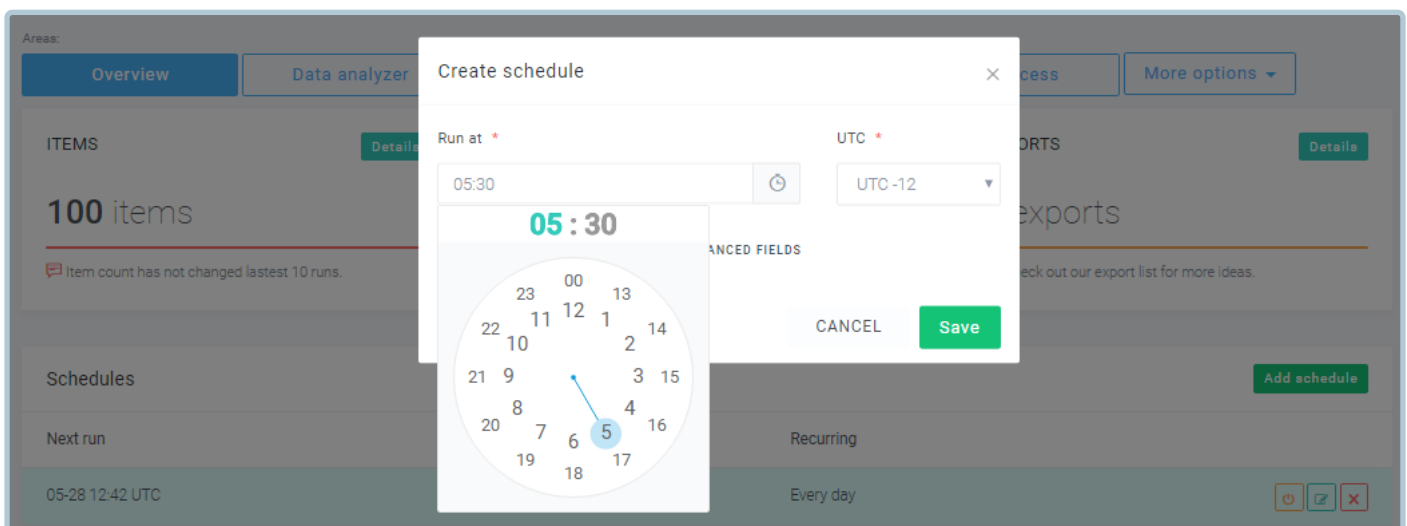 Areas:
Overview
Data analyzer
cess
More options
Create schedule
×
Run at *
UTC *
05:30
UTC -12
05 : 30
ANCED FIELDS
00
23
13
12
11
1
22
14
10
2
21
9
3
15
8
4
20
7
5
16
6
19
17
18
CANCEL
Save
ITEMS
Details
100 items
Item count has not changed lastest 10 runs.
ORTS
Details
exports
eck out our export list for more ideas.
Schedules
Add schedule
Next run
Recurring
05-28 12:42 UTC
Every day